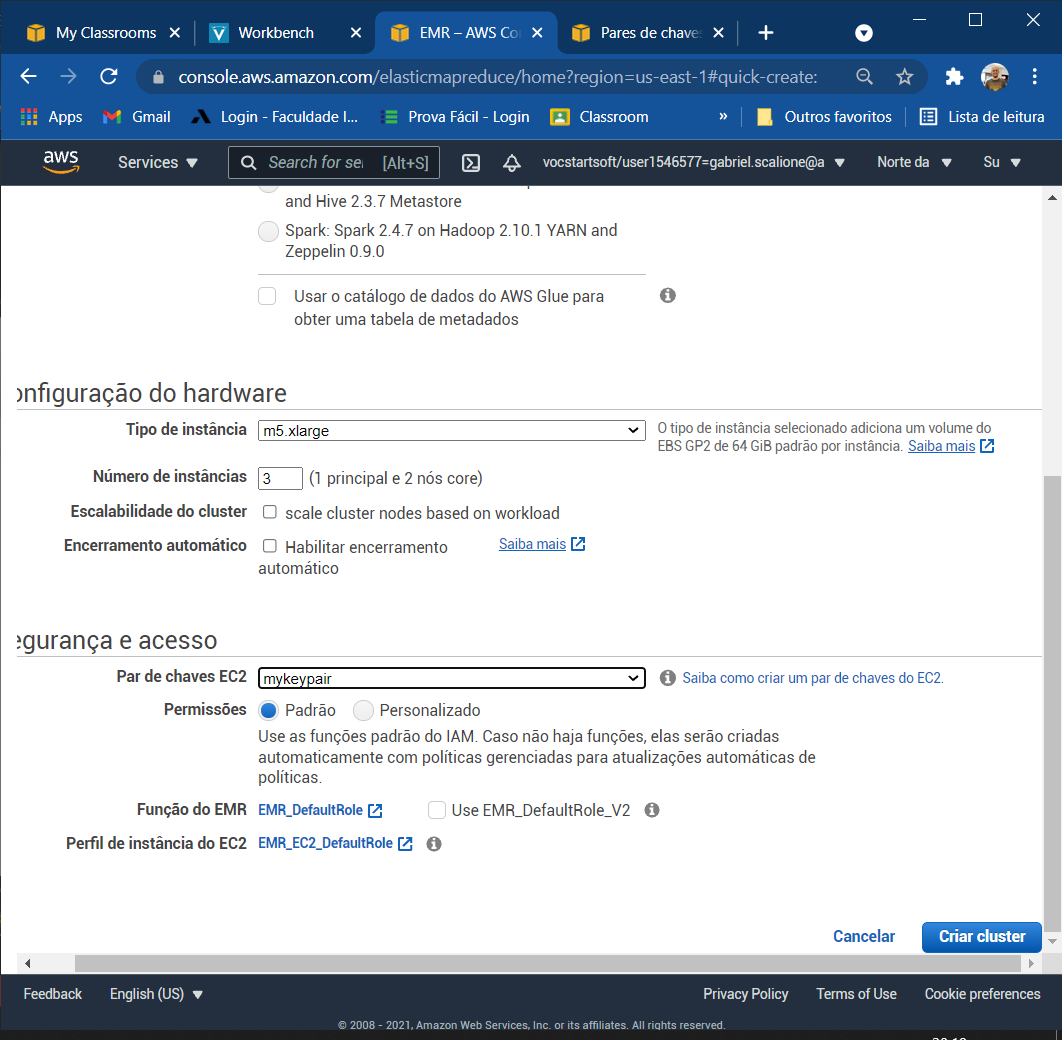 My Classrooms
Workbench
EMR – AWS Co
Pares de chaves
console.aws.amazon.com/elasticmapreduce/home?region=us-east-1#quick-create:
Apps
Gmail
Login - Faculdade I...
Prova Fácil - Login
Classroom
»
Outros favoritos
Lista de leitura
aws
Services
Search for ser
[Alt+S]
vocstartsoft/user1546577=gabriel.scalione@a
Norte da
Su
and Hive 2.3.7 Metastore
Spark: Spark 2.4.7 on Hadoop 2.10.1 YARN and
Zeppelin 0.9.0
Usar o catálogo de dados do AWS Glue para
obter uma tabela de metadados
onfiguração do hardware
Tipo de instância
m5.xlarge
O tipo de instância selecionado adiciona um volume do
EBS GP2 de 64 GiB padrão por instância. Saiba mais
Número de instâncias
3
(1 principal e 2 nós core)
Escalabilidade do cluster
scale cluster nodes based on workload
Encerramento automático
Habilitar encerramento
automático
Saiba mais
egurança e acesso
Par de chaves EC2
mykeypair
Saiba como criar um par de chaves do EC2.
Permissões
Padrão
Personalizado
Use as funções padrão do IAM. Caso não haja funções, elas serão criadas
automaticamente com políticas gerenciadas para atualizações automáticas de
políticas.
Função do EMR
EMR_DefaultRole
Use EMR_DefaultRole_V2
Perfil de instância do EC2
EMR_EC2_DefaultRole
Cancelar
Criar cluster
Feedback
English (US)
Privacy Policy
Terms of Use
Cookie preferences
© 2008 - 2021, Amazon Web Services, Inc. or its affiliates. All rights reserved.